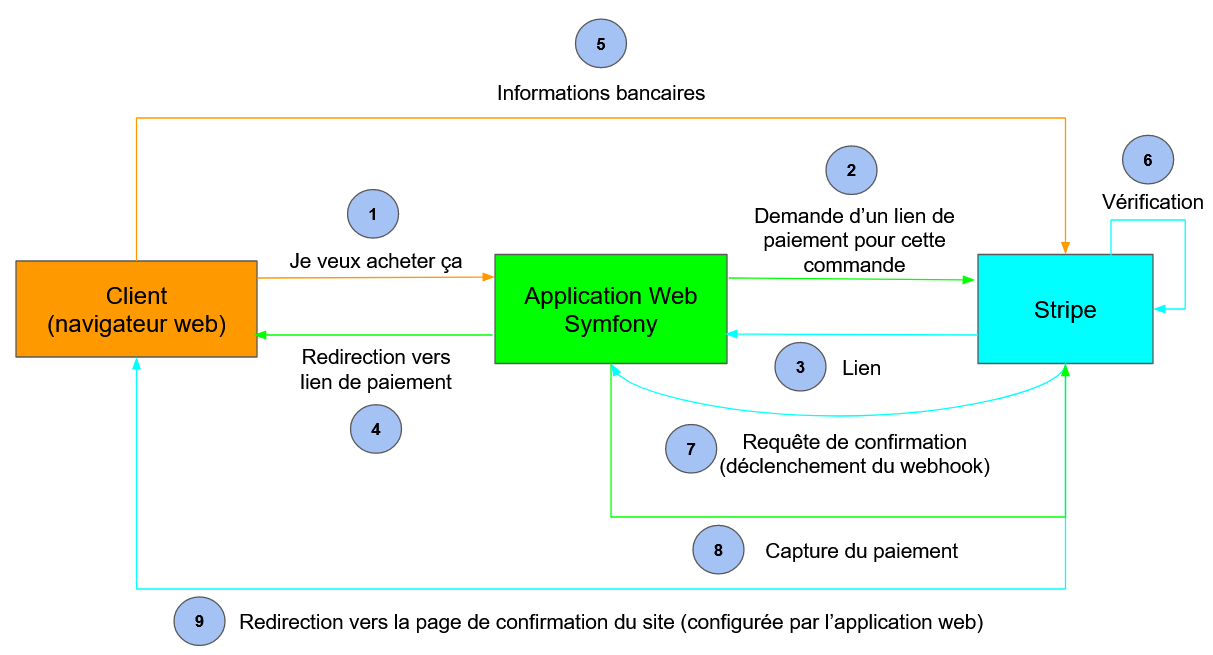 5
Informations bancaires
6
Vérification
2
Demande d’un lien de
paiement pour cette
commande
1
Je veux acheter ça
Client
(navigateur web)
Application Web
Symfony
Stripe
Redirection vers
lien de paiement
4
3
Lien
7
Requête de confirmation
(déclenchement du webhook)
8
Capture du paiement
9
Redirection vers la page de confirmation du site (configurée par l’application web)